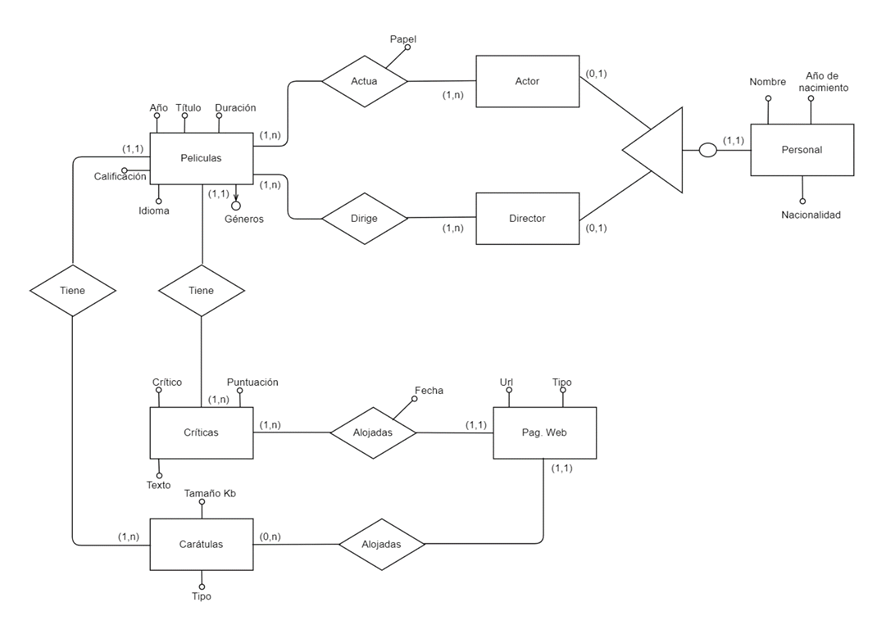 Papel
Actua
(1,n)
Actor
(0,1)
Nombre
Año de
nacimiento
Año
Título
Duración
(1,1)
Peliculas
(1,n)
(1,1)
Personal
Calificación
(1,1)
(1,n)
Idioma
Géneros
Dirige
(1,n)
Director
(0,1)
Nacionalidad
Tiene
Tiene
Crítico
Puntuación
Fecha
Url
Tipo
(1,n)
Críticas
(1,n)
Alojadas
(1,1)
Pag. Web
(1,1)
Texto
Tamaño Kb
(1,n)
Carátulas
(0,n)
Alojadas
Tipo